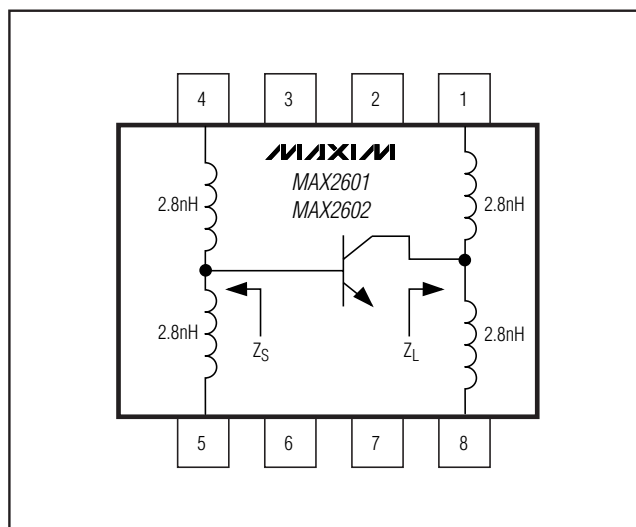 4 3 2 1
MAXIM
MAX2601
MAX2602
2.8nH 2.8nH
2.8nH 2.8nH
ZS ZL
5 6 7 8